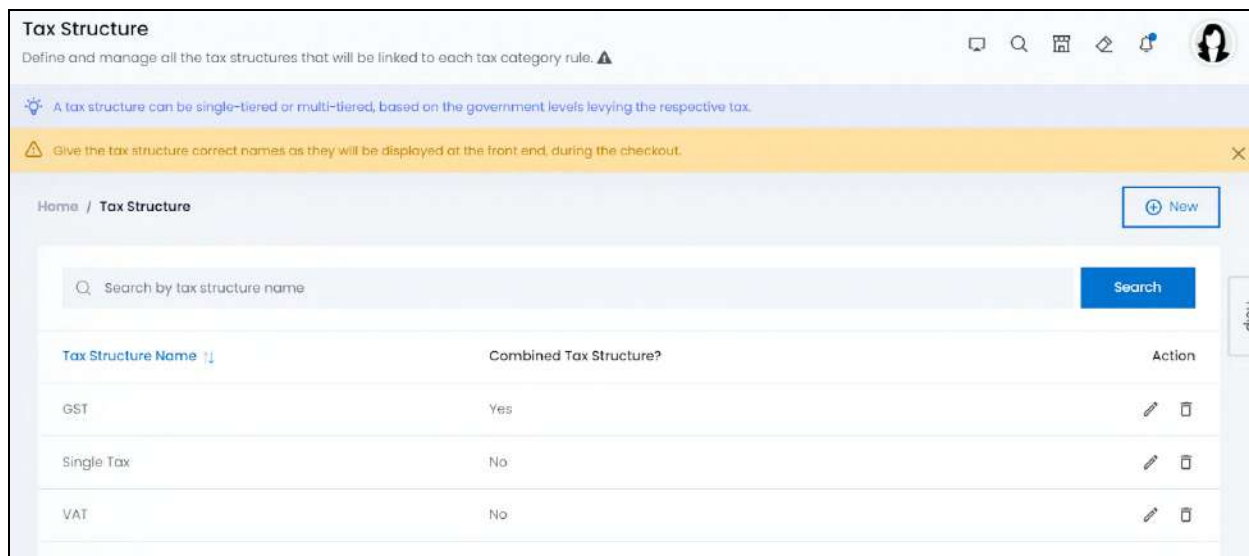 Tax Structure
Define and manage all the tax structures that will be linked to each tax category rule.
A tax structure can be single-tiered or multi-tiered, based on the government levels levying the respective tax.
Give the tax structure correct names as they will be displayed at the front end, during the checkout.
Home / Tax Structure
New
Search by tax structure name
Search
Help
Tax Structure Name
Combined Tax Structure?
Action
GST
Yes
Single Tax
No
VAT
No